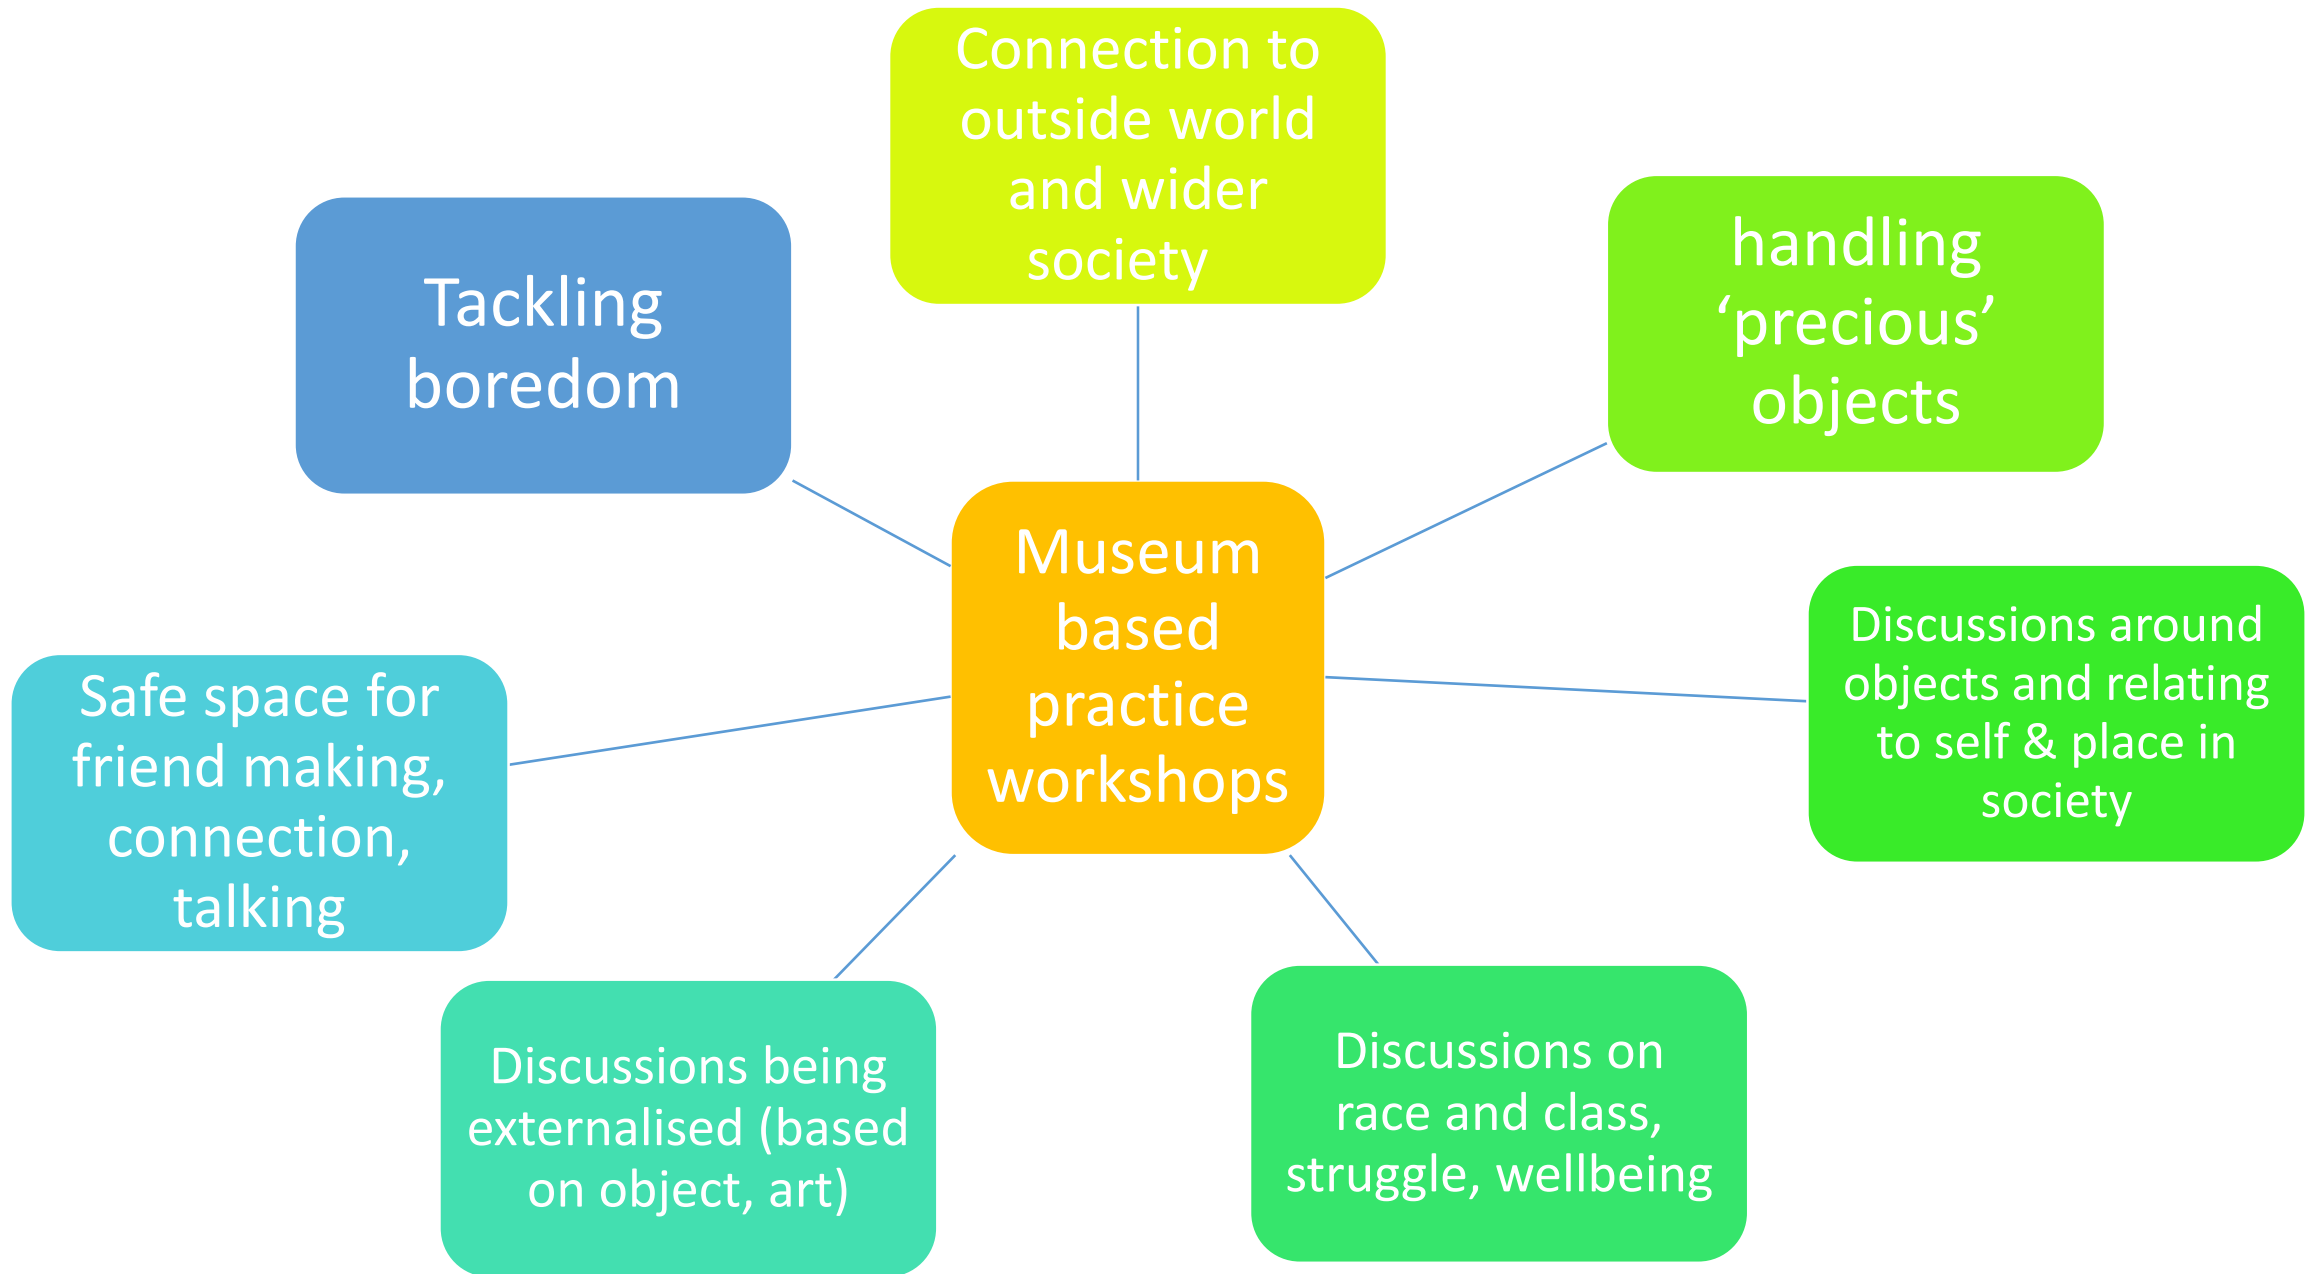 Connection to
outside world
and wider
society
handling
‘precious’
objects
Discussions around
objects and relating
to self & place in
society
Discussions on
race and class,
struggle, wellbeing
Discussions being
externalised (based
on object, art)
Safe space for
friend making,
connection,
talking
Tackling
boredom
Museum
based
practice
workshops